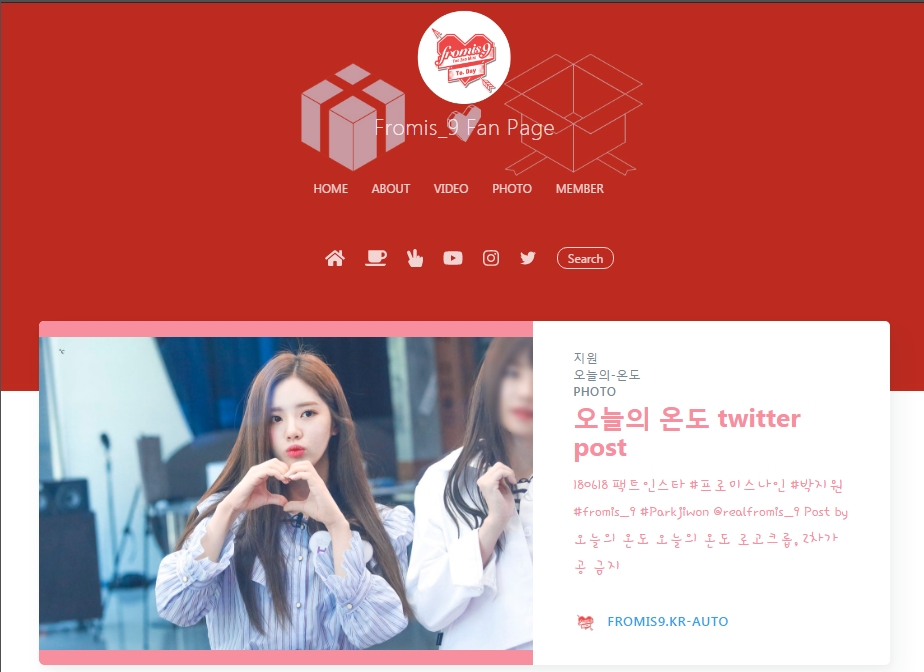 fromis_9
To. Day
Fromis_9 Fan Page
HOME ABOUT VIDEO PHOTO MEMBER
Search
지원
오늘의-온도
PHOTO
오늘의 온도 twitter
post
180618 팩트인스타 #프로미스나인 #박지원
#fromis_9 #ParkJiwon @realfromis_9 Post by
오늘의 온도 오늘의 온도 로고크롭, 2차가
공 금지
FROMIS9.KR-AUTO